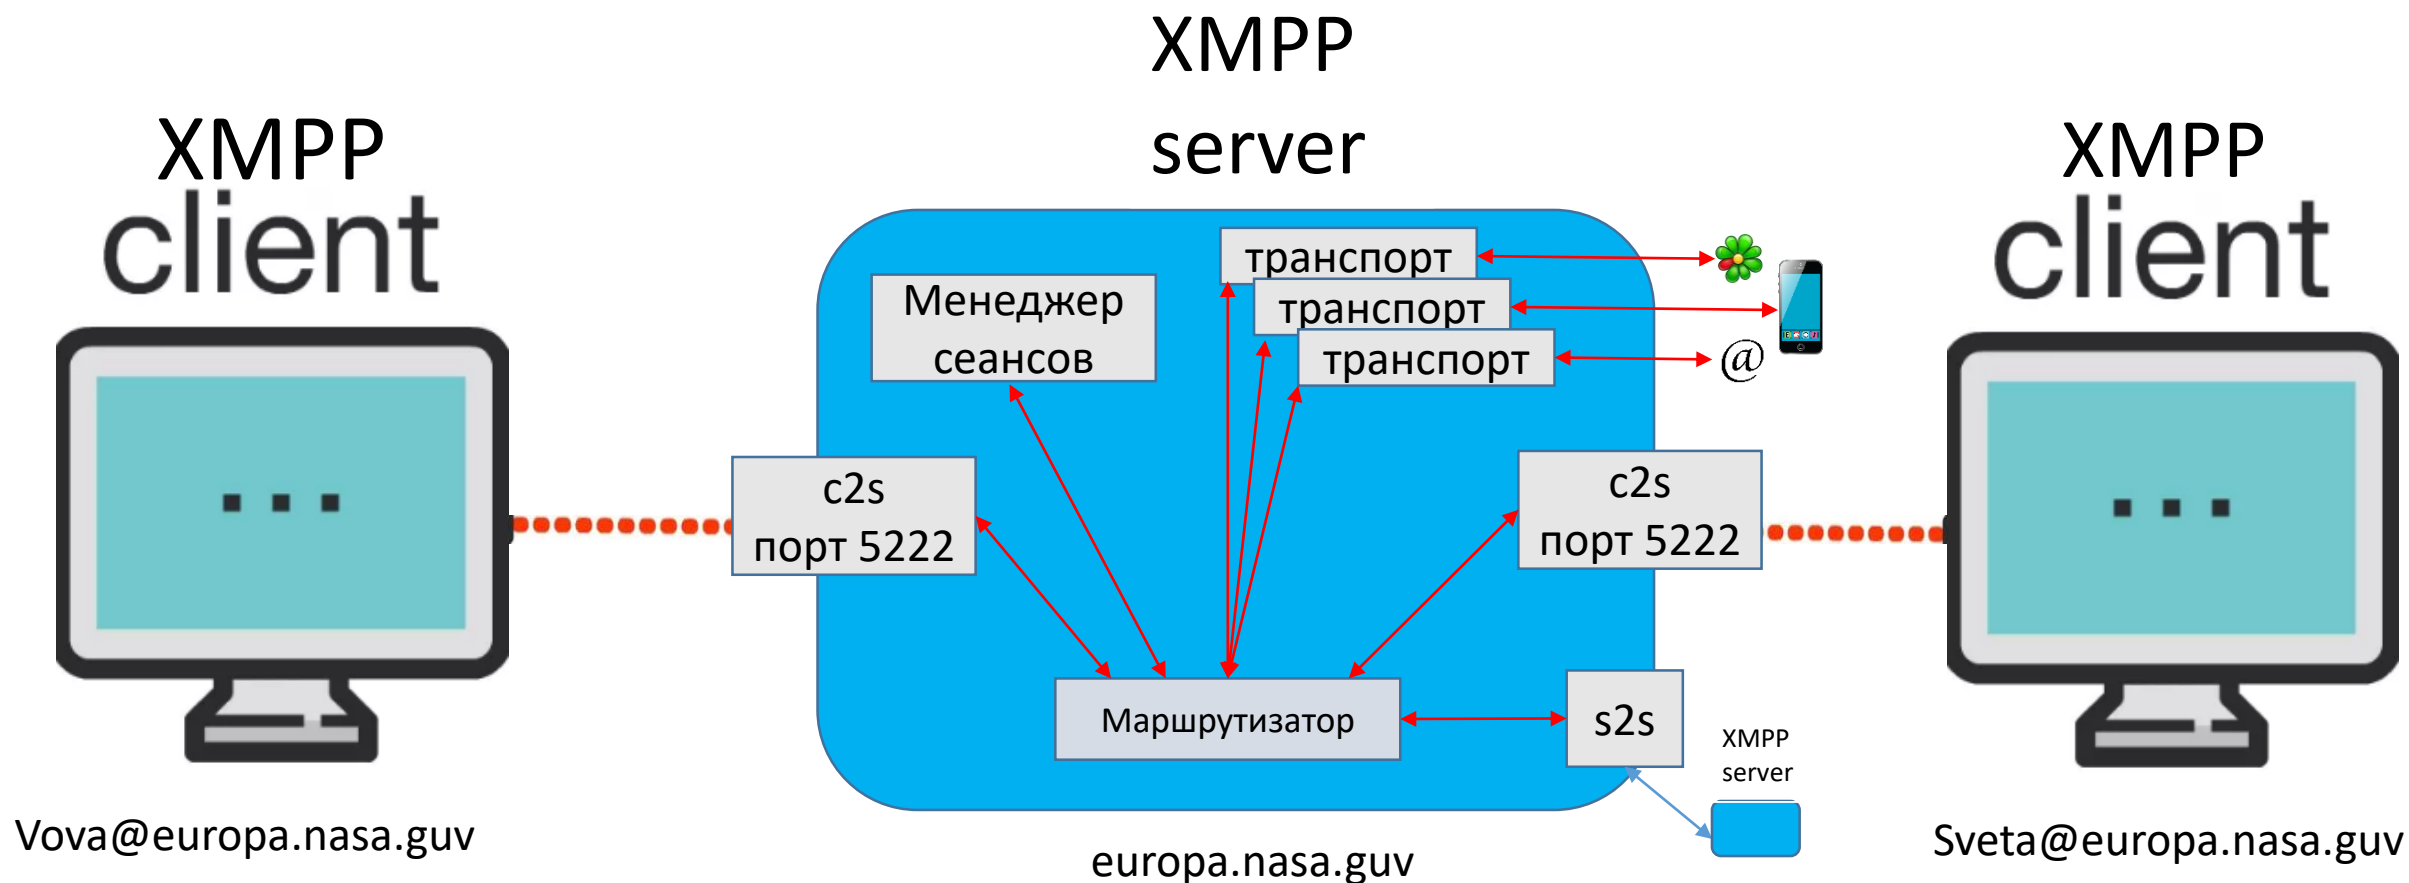 XMPP
server
XMPP
client
XMPP
client
транспорт
транспорт
транспорт
Менеджер
сеансов
c2s
порт 5222
c2s
порт 5222
Маршрутизатор
s2s
XMPP
server
@
Vova@europa.nasa.guv
europa.nasa.guv
Sveta@europa.nasa.guv